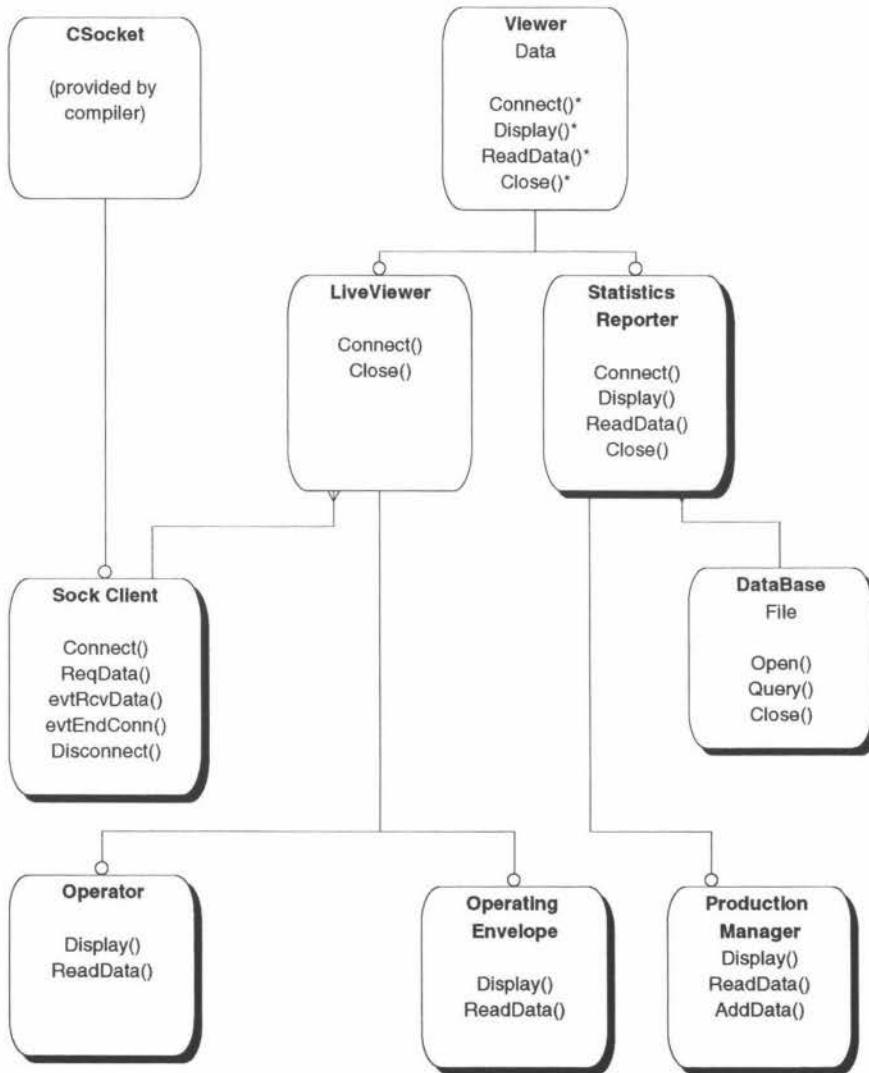 CSocket
(provided by
compiler)
Viewer
Data
Connect()*
Display()*
ReadData()*
Close()*
LiveViewer
Connect()
Close()
Statistics
Reporter
Connect()
Display()
ReadData()
Close()
Sock Client
Connect()
ReqData()
evtRcvData()
evtEndConn()
Disconnect()
DataBase
File
Open()
Query()
Close()
Operator
Display()
ReadData()
Operating
Envelope
Display()
ReadData()
Production
Manager
Display()
ReadData()
AddData()